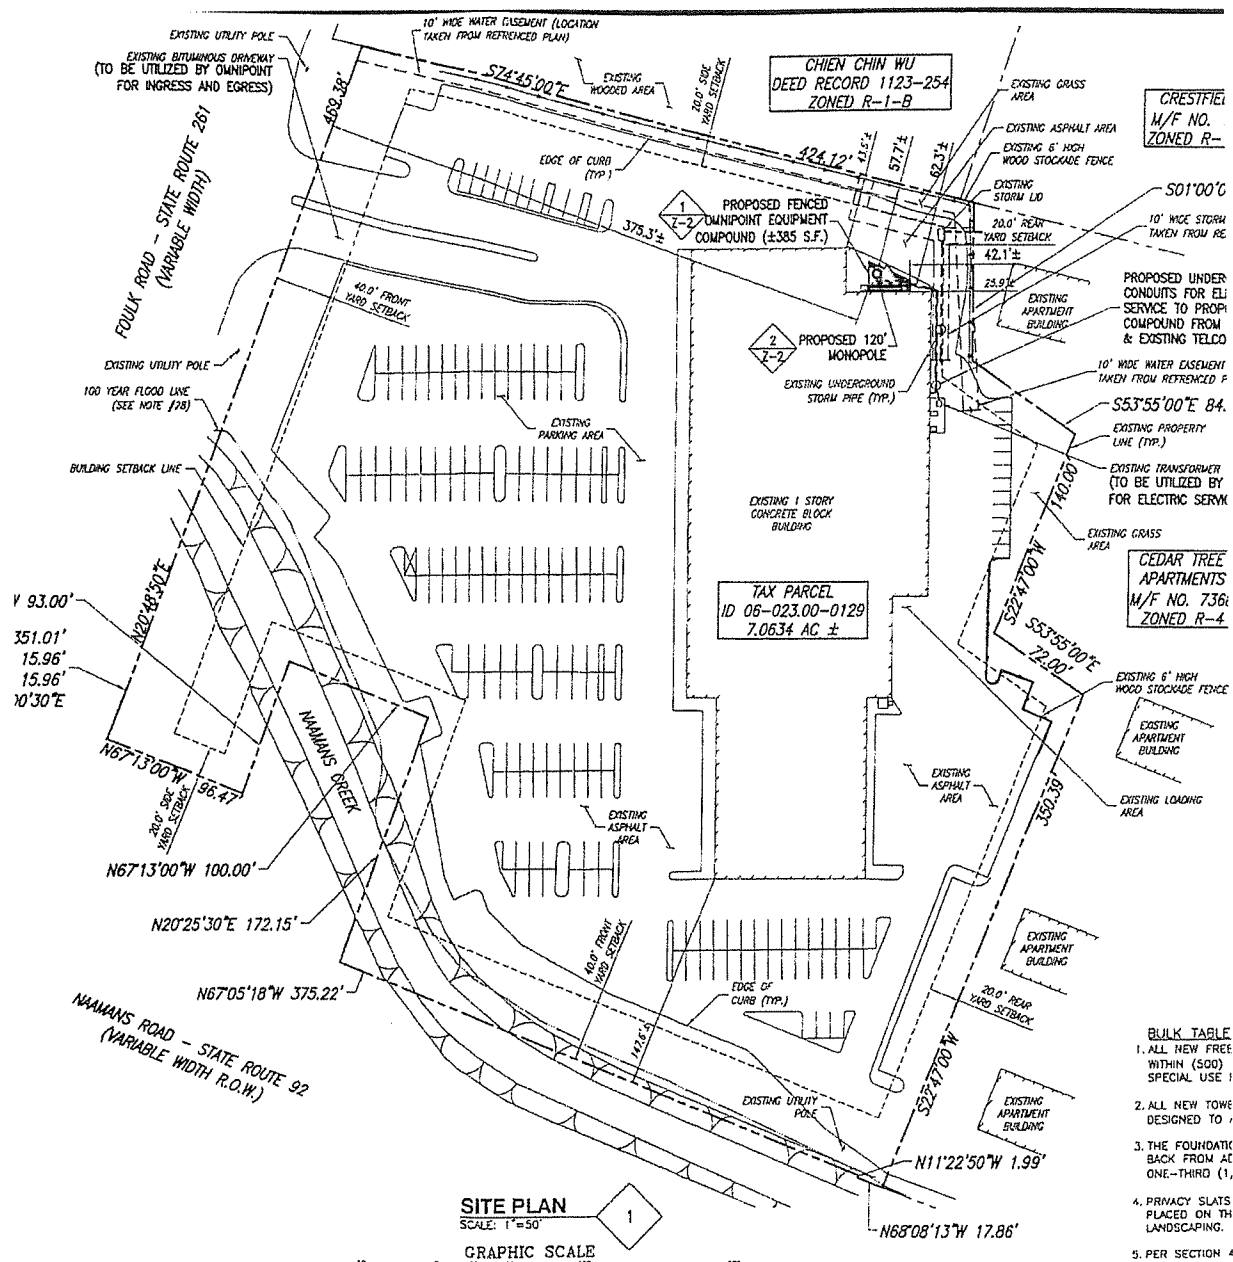 EXISTING UTILITY POLE
EXISTING BITUMINOUS DRIVEWAY
(TO BE UTILIZED BY OMNIPOINT
FOR INGRESS AND EGRESS)
10' WIDE WATER EASEMENT (LOCATION
TAKEN FROM REFRENCED PLAN)
S74°45'00"E
EXISTING
WOODED AREA
20.0' SIDE
YARD SETBACK
CHIEN CHIN WU
DEED RECORD 1123-254
ZONED R-1-B
EXISTING GRASS
AREA
EXISTING ASPHALT AREA
EXISTING 6' HIGH
WOOD STOCKADE FENCE
M/F NO.
ZONED R-
469.38'
FOULK ROAD - STATE ROUTE 261
(VARIABLE WIDTH)
EDGE OF CURB
(TYP.)
424.12'
43.5'±
57.7'±
62.3'±
EXISTING
STORM LID
10' WIDE STORM
TAKEN FROM RE
20.0' REAR
YARD SETBACK
42.1'±
25.9'±
1
Z-2
PROPOSED FENCED
OMNIPOINT EQUIPMENT
COMPOUND (±385 S.F.)
375.3'±
40.0' FRONT
YARD SETBACK
EXISTING
APARTMENT
BUILDING
PROPOSED UNDER
CONDUITS FOR EL
SERVICE TO PROP
COMPOUND FROM
& EXISTING TELCO
2
Z-2
PROPOSED 120'
MONOPOLE
EXISTING UTILITY POLE
100 YEAR FLOOD LINE
(SEE NOTE #28)
EXISTING UNDERGROUND
STORM PIPE (TYP.)
10' WIDE WATER EASEMENT
TAKEN FROM REFRENCED P
S53°55'00"E 84.
EXISTING PROPERTY
LINE (TYP.)
EXISTING
PARKING AREA
BUILDING SETBACK LINE
EXISTING TRANSFORMER
(TO BE UTILIZED BY
FOR ELECTRIC SERVI
140.00
EXISTING 1 STORY
CONCRETE BLOCK
BUILDING
EXISTING GRASS
AREA
S22°47'00"W
CEDAR TREE
APARTMENTS
M/F NO. 736
ZONED R-4
TAX PARCEL
ID 06-023.00-0129
7.0634 AC ±
N20°48'50"E
93.00'
351.01'
15.96'
15.96'
0'30"E
S53°55'00"E
72.00'
EXISTING 6' HIGH
WOOD STOCKADE FENCE
EXISTING
APARTMENT
BUILDING
NAAMANS CREEK
N67°13'00"W
96.47'
20.0' SIDE
YARD SETBACK
EXISTING
ASPHALT
AREA
EXISTING
ASPHALT
AREA
350.39'
EXISTING LOADING
AREA
N67°13'00"W 100.00'
N20°25'30"E 172.15'
40.0' FRONT
YARD SETBACK
EXISTING
APARTMENT
BUILDING
N67°05'18"W 375.22'
EDGE OF
CURB (TYP.)
20.0' REAR
YARD SETBACK
NAAMANS ROAD - STATE ROUTE 92
(VARIABLE WIDTH R.O.W.)
147.6'±
S22°47'00"W
EXISTING UTILITY
POLE
EXISTING
APARTMENT
BUILDING
N11°22'50"W 1.99'
N68°08'13"W 17.86'
BULK TABLE
1. ALL NEW FREE
WITHIN (500)
SPECIAL USE
2. ALL NEW TOWE
DESIGNED TO
3. THE FOUNDATI
BACK FROM AD
ONE-THIRD (1,
4. PRIVACY SLATS
PLACED ON TH
LANDSCAPING.
5. PER SECTION 4
SITE PLAN
1
SCALE: 1"=50'
GRAPHIC SCALE